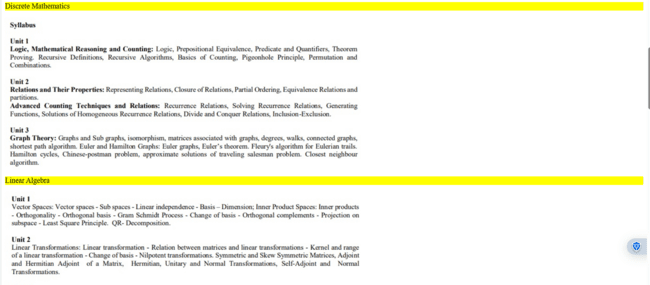 Discrete Mathematics
Syllabus
Unit 1
Logic, Mathematical Reasoning and Counting: Logic, Prepositional Equivalence, Predicate and Quantifiers, Theorem
Proving. Recursive Definitions, Recursive Algorithms, Basics of Counting, Pigeonhole Principle, Permutation and
Combinations.
Unit 2
Relations and Their Properties: Representing Relations, Closure of Relations, Partial Ordering, Equivalence Relations and
partitions.
Advanced Counting Techniques and Relations: Recurrence Relations, Solving Recurrence Relations, Generating
Functions, Solutions of Homogeneous Recurrence Relations, Divide and Conquer Relations, Inclusion-Exclusion.
Unit 3
Graph Theory: Graphs and Sub graphs, isomorphism, matrices associated with graphs, degrees, walks, connected graphs,
shortest path algorithm. Euler and Hamilton Graphs: Euler graphs, Euler's theorem. Fleury's algorithm for Eulerian trails.
Hamilton cycles, Chinese-postman problem, approximate solutions of traveling salesman problem. Closest neighbour
algorithm.
Linear Algebra
Unit 1
Vector Spaces: Vector spaces - Sub spaces - Linear independence - Basis – Dimension; Inner Product Spaces: Inner products
- Orthogonality - Orthogonal basis - Gram Schmidt Process - Change of basis - Orthogonal complements - Projection on
subspace - Least Square Principle. QR- Decomposition.
Unit 2
Linear Transformations: Linear transformation - Relation between matrices and linear transformations - Kernel and range
of a linear transformation - Change of basis - Nilpotent transformations. Symmetric and Skew Symmetric Matrices, Adjoint
and Hermitian Adjoint of a Matrix, Hermitian, Unitary and Normal Transformations, Self-Adjoint and Normal
Transformations.